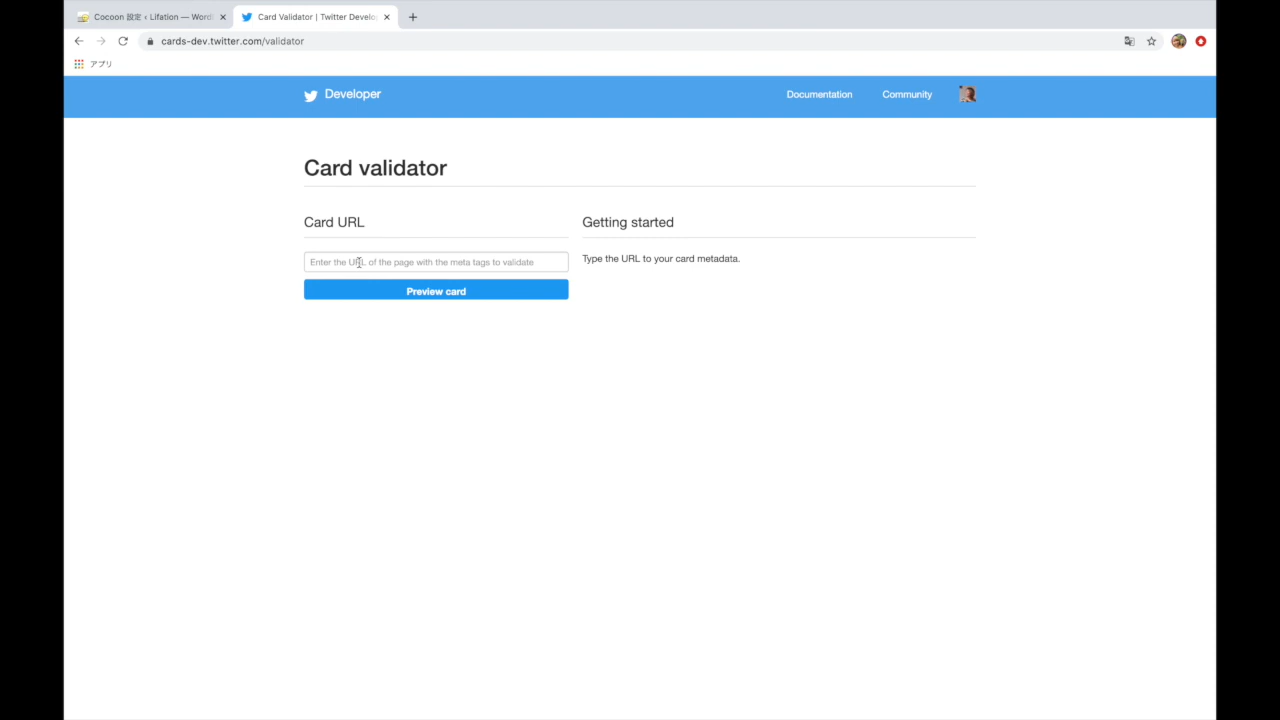 Cocoon 設定 ‹ Lifation — Word
Card Validator | Twitter Develo
cards-dev.twitter.com/validator
アプリ
Developer
Documentation
Community
Card validator
Card URL
Getting started
Enter the URL of the page with the meta tags to validate
Type the URL to your card metadata.
Preview card